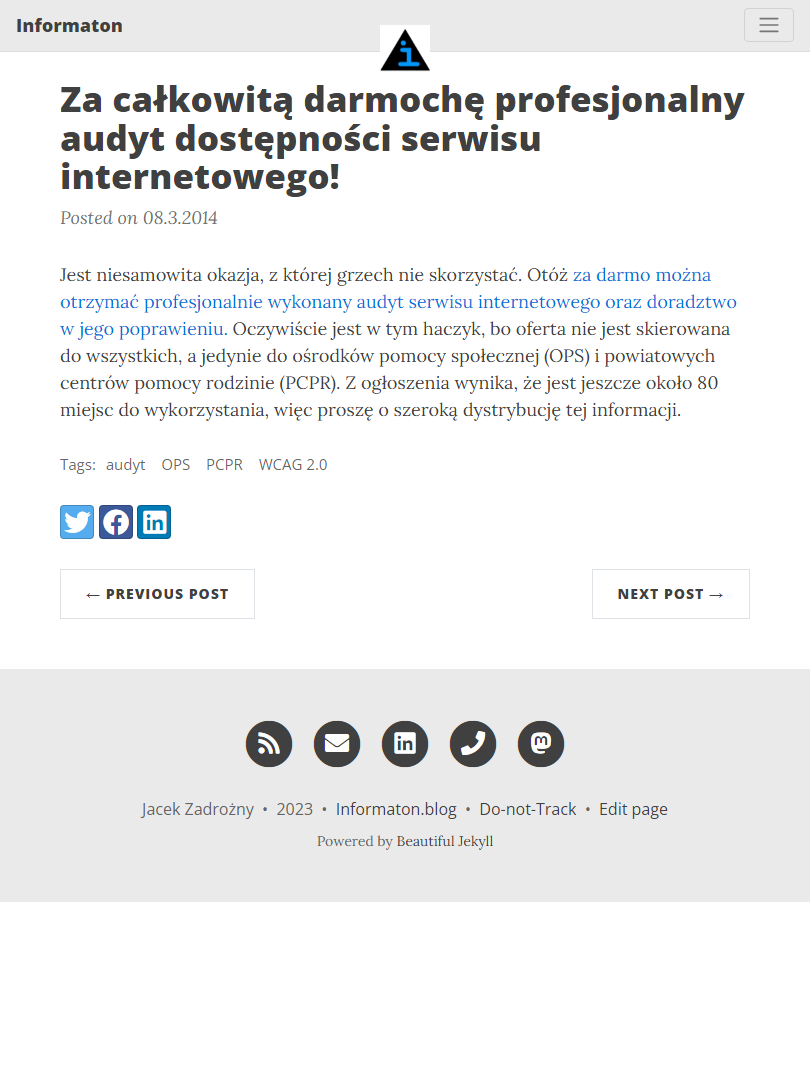 Informaton
i
Za całkowitą darmochę profesjonalny
audyt dostępności serwisu
internetowego!
Posted on 08.3.2014
Jest niesamowita okazja, z której grzech nie skorzystać. Otóż za darmo można
otrzymać profesjonalnie wykonany audyt serwisu internetowego oraz doradztwo
w jego poprawieniu. Oczywiście jest w tym haczyk, bo oferta nie jest skierowana
do wszystkich, a jedynie do ośrodków pomocy społecznej (OPS) i powiatowych
centrów pomocy rodzinie (PCPR). Z ogłoszenia wynika, że jest jeszcze około 80
miejsc do wykorzystania, więc proszę o szeroką dystrybucję tej informacji.
Tags: audyt OPS PCPR WCAG 2.0
← PREVIOUS POST
NEXT POST →
Jacek Zadrożny • 2023 • Informaton.blog • Do-not-Track • Edit page
Powered by Beautiful Jekyll